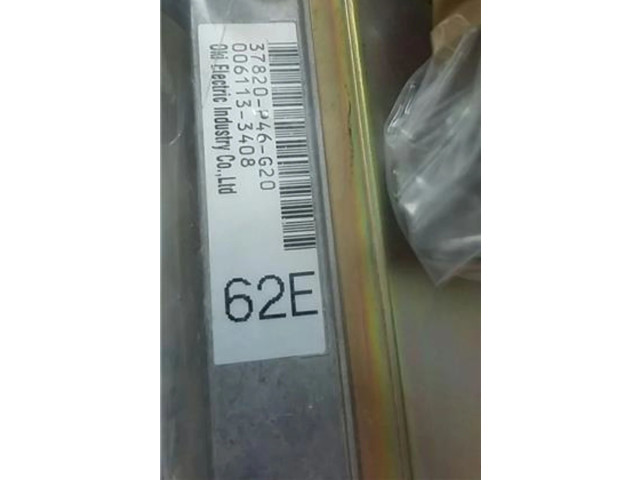 37820-P46-G20
006113-3408
Oki Electric Industry Co.,Ltd
62E